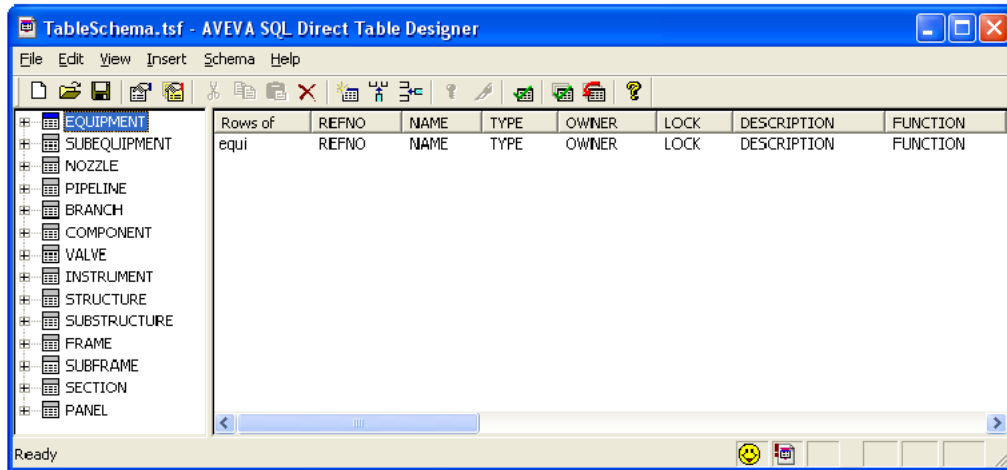 TableSchema.tsf - AVEVA SQL Direct Table Designer
File Edit View Insert Schema Help
EQUIPMENT
SUBEQUIPMENT
NOZZLE
PIPELINE
BRANCH
COMPONENT
VALVE
INSTRUMENT
STRUCTURE
SUBSTRUCTURE
FRAME
SUBFRAME
SECTION
PANEL
Rows of REFNO NAME TYPE OWNER LOCK DESCRIPTION FUNCTION
equi REFNO NAME TYPE OWNER LOCK DESCRIPTION FUNCTION
Ready